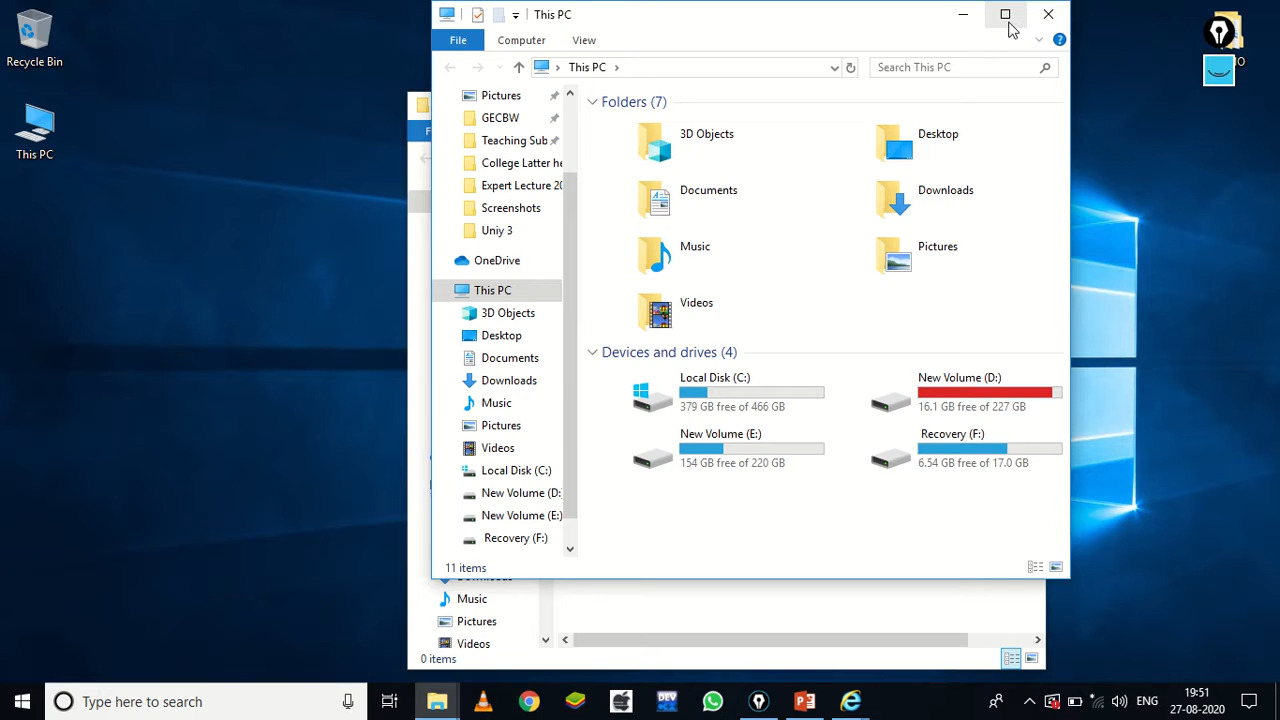 Recycle Bin
This PC
This PC
File
Computer
View
This PC
Search This PC
Pictures
GECBW
Teaching Sub
College Latter he
Expert Lecture 20
Screenshots
Uniy 3
OneDrive
This PC
3D Objects
Desktop
Documents
Downloads
Music
Pictures
Videos
Local Disk (C:)
New Volume (D:)
New Volume (E:)
Recovery (F:)
Folders (7)
3D Objects
Desktop
Documents
Downloads
Music
Pictures
Videos
Devices and drives (4)
Local Disk (C:)
379 GB free of 466 GB
New Volume (D:)
16.1 GB free of 227 GB
New Volume (E:)
154 GB free of 220 GB
Recovery (F:)
6.54 GB free of 17.0 GB
11 items
Music
Pictures
Videos
0 items
Type here to search
DEV
ENG
19:51
27-08-2020